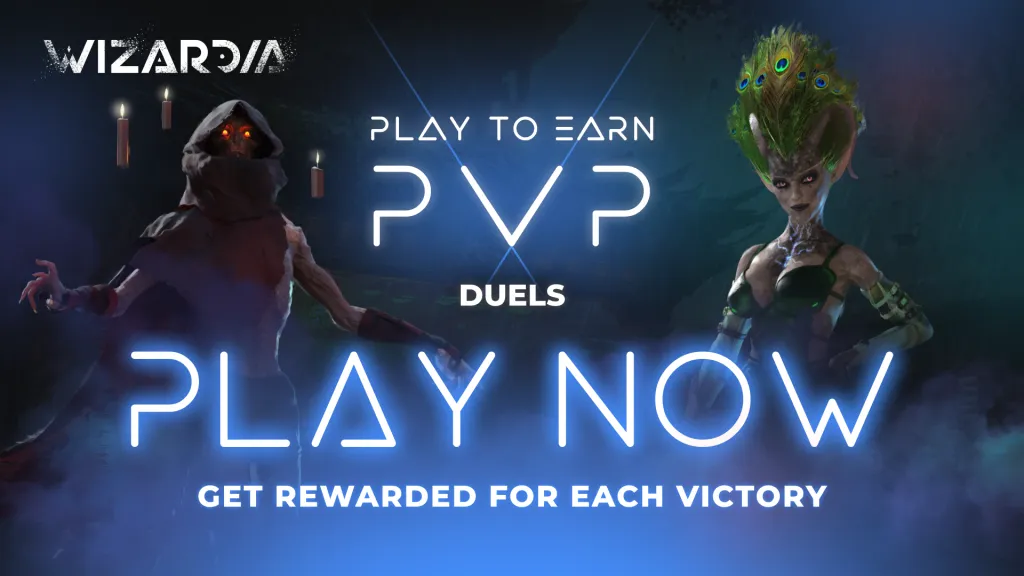 WIZARDIA
PLAY TO EARN
PVP
DUELS
PLAY NOW
GET REWARDED FOR EACH VICTORY